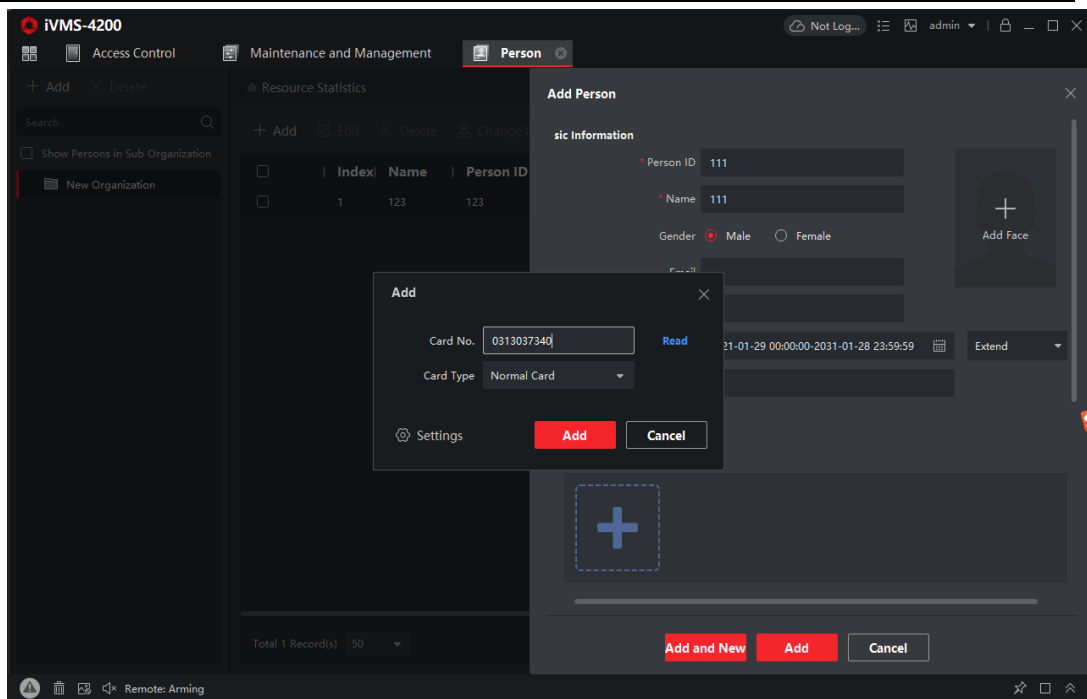 iVMS-4200
Not Log... admin
Access Control Maintenance and Management Person
Add Delete
Search
Show Persons in Sub Organization
New Organization
Resource Statistics
Add Edit Delete Change
Index Name Person ID
1 123 123
Total 1 Record(s) 50
Add Person
sic Information
* Person ID 111
* Name 111
Gender Male Female
Add Face
Email
21-01-29 00:00:00-2031-01-28 23:59:59 Extend
Add
Card No. 0313037340 Read
Card Type Normal Card
Settings Add Cancel
Add and New Add Cancel
Remote: Arming